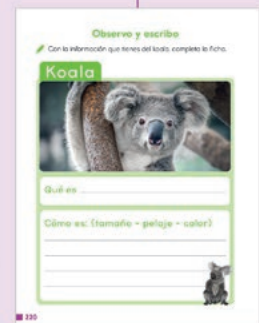 Observo y escribo
Con la información que tienes del koala, completa la ficha.
Koala
Qué es
Cómo es: (tamaño - pelaje - color)
220